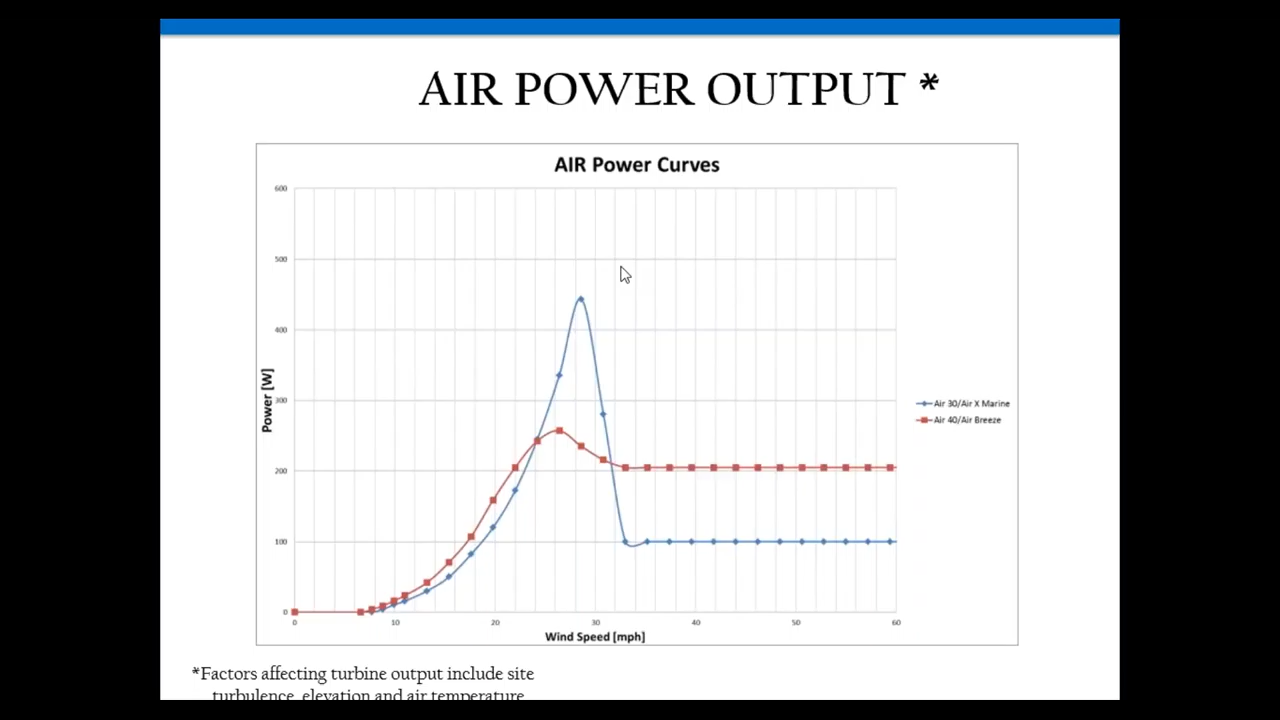 AIR POWER OUTPUT *
AIR Power Curves
600
500
400
300
200
100
0
Power [W]
0 10 20 30 40 50 60
Wind Speed [mph]
Air 30/Air X Marine
Air 40/Air Breeze
*Factors affecting turbine output include site
turbulence, elevation and air temperature